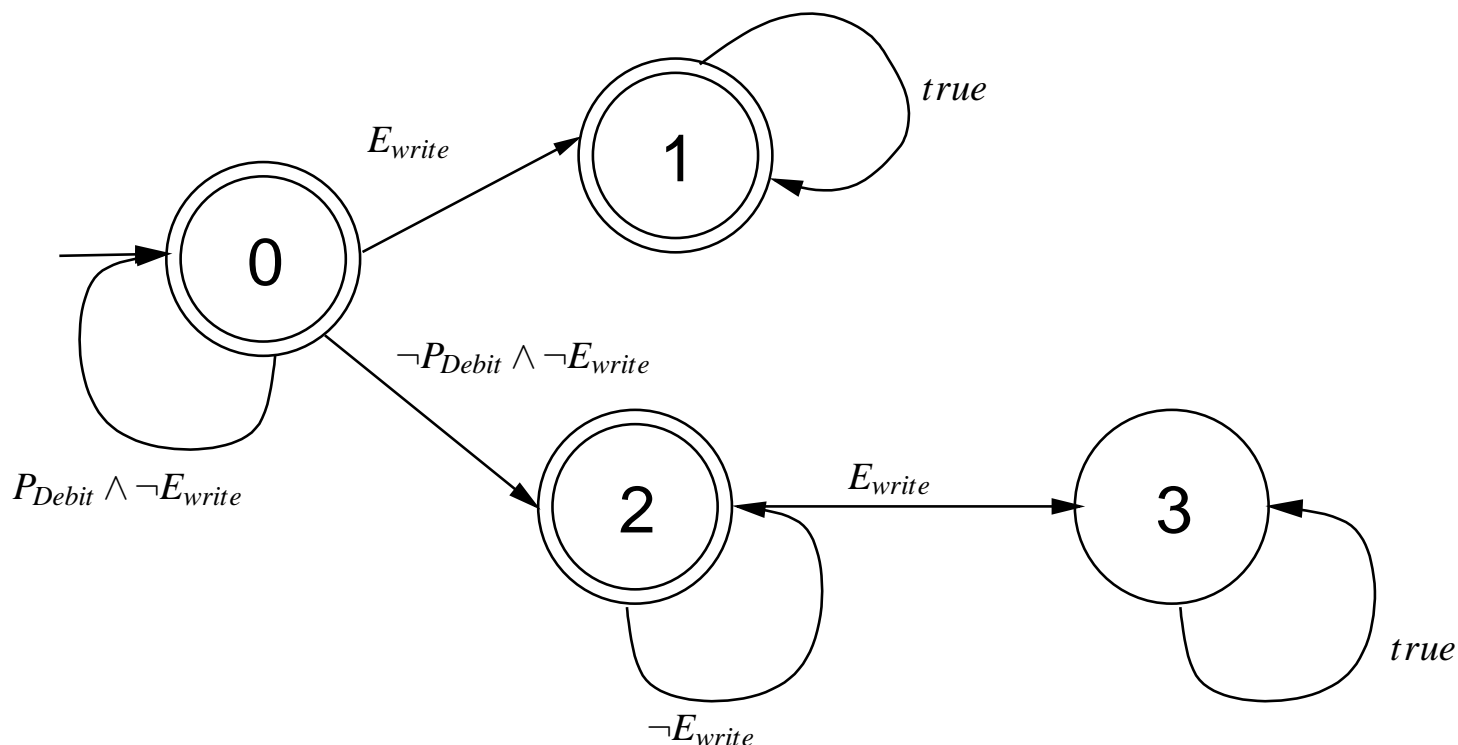 true
E_write
1
0
¬P_Debit ∧ ¬E_write
P_Debit ∧ ¬E_write
E_write
2
3
true
¬E_write